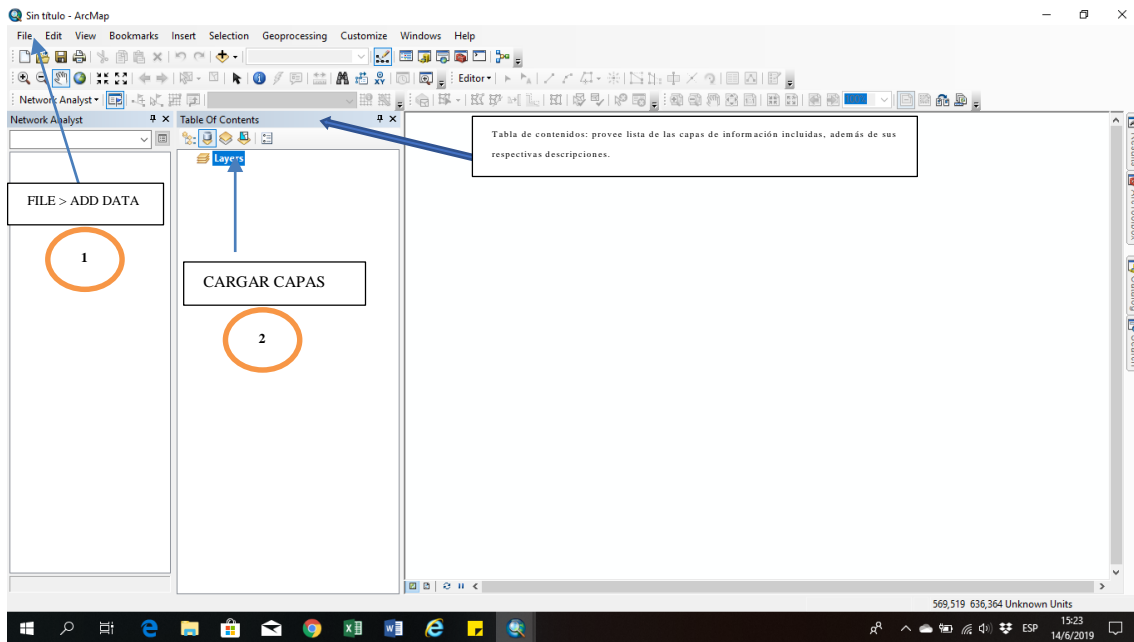 Sin título - ArcMap
File Edit View Bookmarks Insert Selection Geoprocessing Customize Windows Help
Editor
Network Analyst
Network Analyst
Table Of Contents
Layers
Tabla de contenidos: provee lista de las capas de información incluidas, además de sus
respectivas descripciones.
FILE > ADD DATA
1
CARGAR CAPAS
2
569,519 636,364 Unknown Units
ESP
15:23
14/6/2019